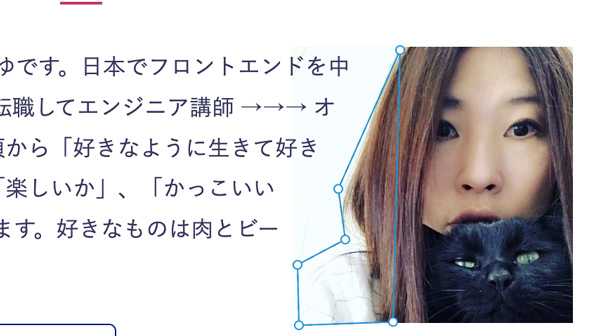 ゆです。日本でフロントエンドを中
転職してエンジニア講師 →→→ オ
頃から「好きなように生きて好き
「楽しいか」、「かっこいい
ます。好きなものは肉とビー